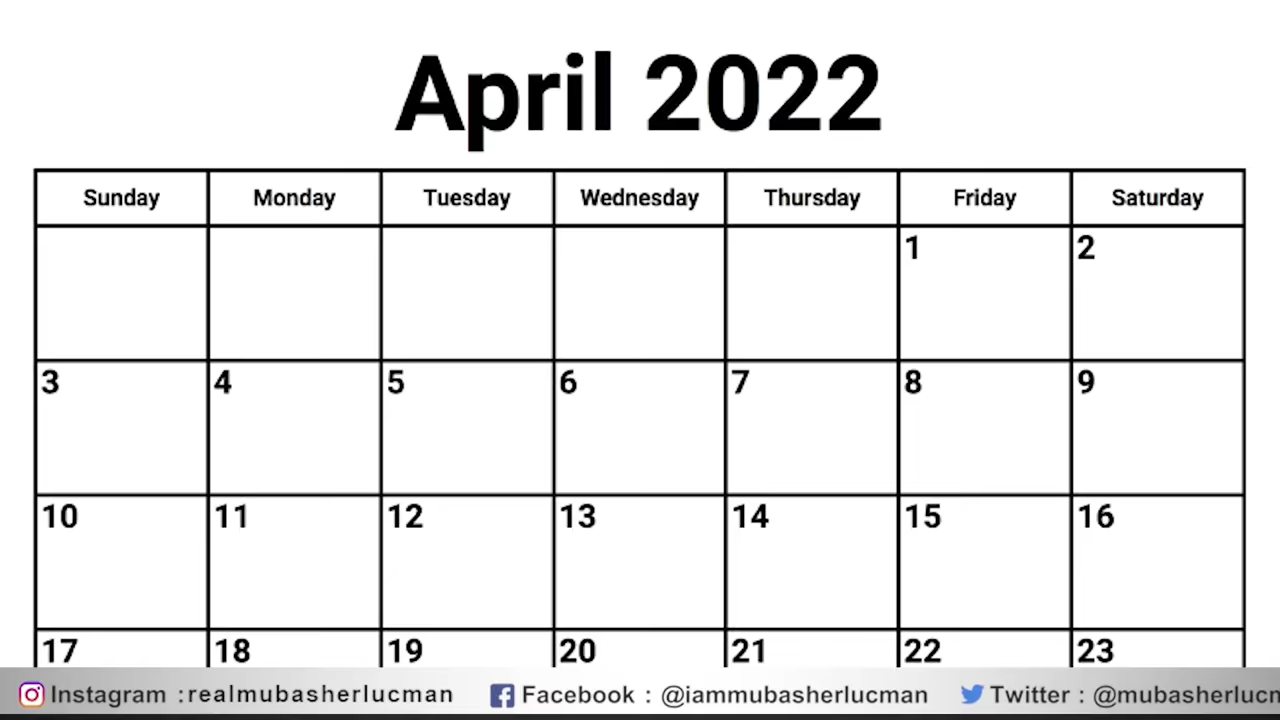 April 2022
Sunday Monday Tuesday Wednesday Thursday Friday Saturday
1 2
3 4 5 6 7 8 9
10 11 12 13 14 15 16
17 18 19 20 21 22 23
Instagram :realmubasherlucman Facebook : @iammubasherlucman Twitter : @mubasherlucm